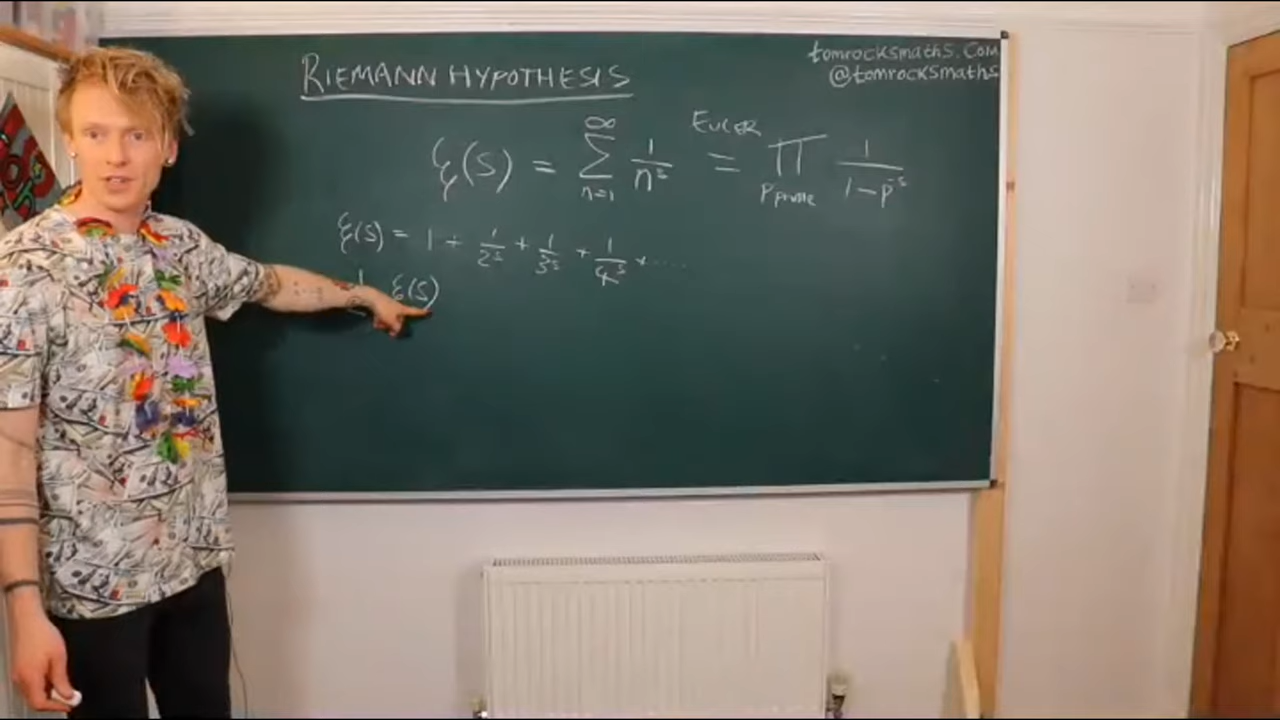 RIEMANN HYPOTHESIS
tomrocksmaths.com
@tomrocksmaths
EULER
ξ(s) = ∞ Σ n=1 1/n^s = Π p prime 1/(1-p^-s)
ξ(s) = 1 + 1/2^s + 1/3^s + 1/4^s + ....
ξ(s)